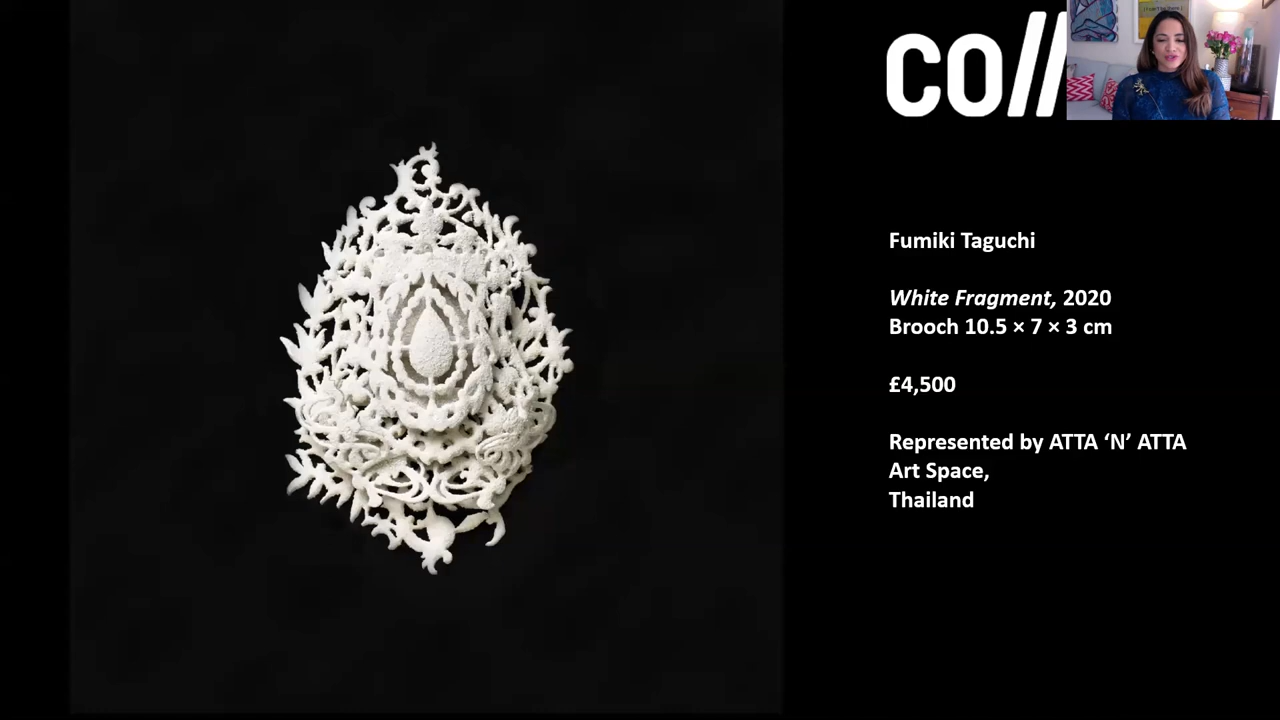 co//
Fumiki Taguchi
White Fragment, 2020
Brooch 10.5 × 7 × 3 cm
£4,500
Represented by ATTA ‘N’ ATTA
Art Space,
Thailand